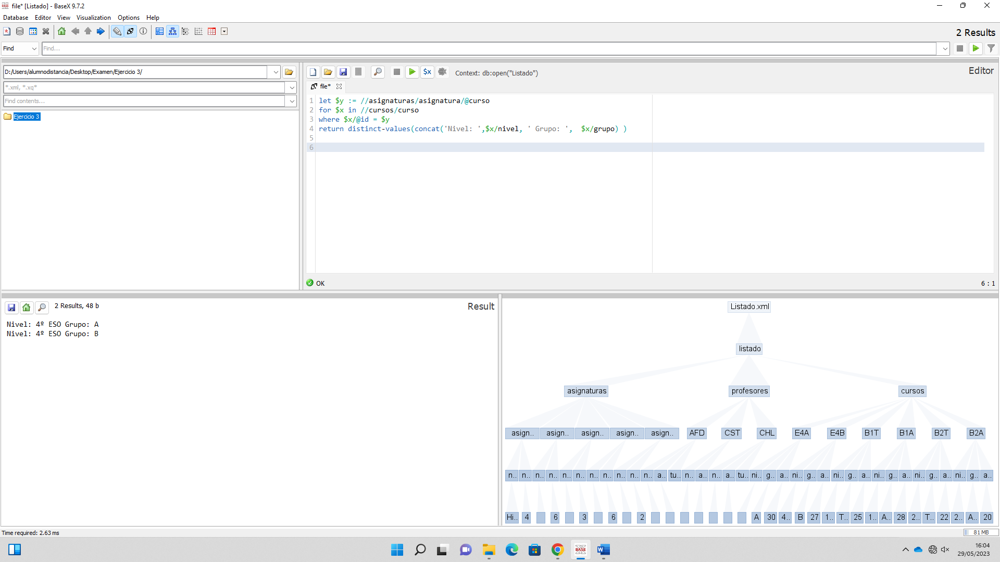 file* [Listado] - BaseX 9.7.2
Database Editor View Visualization Options Help
2 Results
Find Find...
D:/Users/alumnodistancia/Desktop/Examen/Ejercicio 3/
*.xml, *.xq*
Find contents...
Ejercicio 3
$x Context: db:open("Listado") Editor
file*
1 let $y := //asignaturas/asignatura/@curso
2 for $x in //cursos/curso
3 where $x/@id = $y
4 return distinct-values(concat('Nivel: ',$x/nivel, ' Grupo: ',  $x/grupo) )
5
6
OK 6 : 1
2 Results, 48 b Result
Nivel: 4º ESO Grupo: A
Nivel: 4º ESO Grupo: B
Listado.xml
listado
asignaturas profesores cursos
asign.. asign.. asign.. asign.. asign.. AFD CST CHL E4A E4B B1T B1A B2T B2A
n.. n.. n.. n.. n.. n.. n.. n.. n.. n.. n.. a.. tu.. n.. a.. n.. a.. tu.. ni.. g.. a.. ni.. g.. a.. ni.. g.. a.. ni.. g.. a.. ni.. g.. a.. ni.. g.. a..
Hi.. 4 6 3 6 2 A 30 4.. B 27 1.. T.. 25 1.. A.. 28 2.. T.. 22 2.. A.. 20
Time required: 2.63 ms 81 MB
BASE
W
16:04
29/05/2023